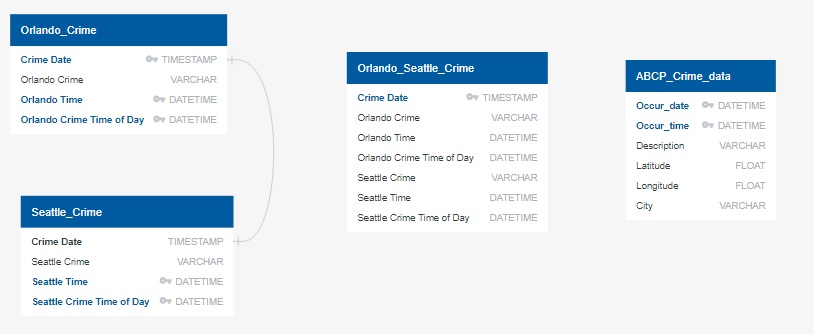 Orlando_Crime
Crime Date TIMESTAMP
Orlando Crime VARCHAR
Orlando Time DATETIME
Orlando Crime Time of Day DATETIME
Seattle_Crime
Crime Date TIMESTAMP
Seattle Crime VARCHAR
Seattle Time DATETIME
Seattle Crime Time of Day DATETIME
Orlando_Seattle_Crime
Crime Date TIMESTAMP
Orlando Crime VARCHAR
Orlando Time DATETIME
Orlando Crime Time of Day DATETIME
Seattle Crime VARCHAR
Seattle Time DATETIME
Seattle Crime Time of Day DATETIME
ABCP_Crime_data
Occur_date DATETIME
Occur_time DATETIME
Description VARCHAR
Latitude FLOAT
Longitude FLOAT
City VARCHAR